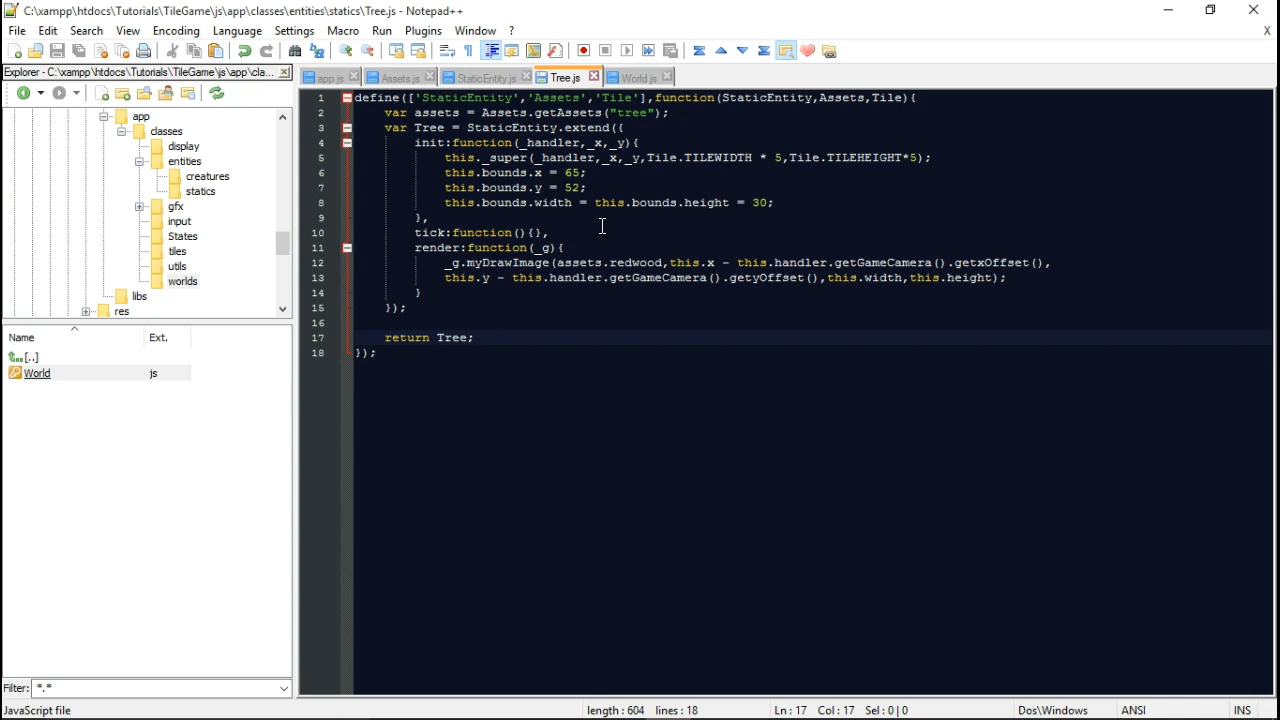 C:\xampp\htdocs\Tutorials\TileGame\js\app\classes\entities\statics\Tree.js - Notepad++
File Edit Search View Encoding Language Settings Macro Run Plugins Window ? X
Explorer - C:\xampp\htdocs\Tutorials\TileGame\js\app\cla...
app.js Assets.js StaticEntity.js Tree.js World.js
app
classes
display
entities
creatures
statics
gfx
input
States
tiles
utils
worlds
libs
res
Name Ext.
[..]
World js
Filter: *.*
1 define(['StaticEntity','Assets','Tile'],function(StaticEntity,Assets,Tile){
2 var assets = Assets.getAssets("tree");
3 var Tree = StaticEntity.extend({
4 init:function(_handler,_x,_y){
5 this._super(_handler,_x,_y,Tile.TILEWIDTH * 5,Tile.TILEHEIGHT*5);
6 this.bounds.x = 65;
7 this.bounds.y = 52;
8 this.bounds.width = this.bounds.height = 30;
9 },
10 tick:function(){},
11 render:function(_g){
12 _g.myDrawImage(assets.redwood,this.x - this.handler.getGameCamera().getxOffset(),
13 this.y - this.handler.getGameCamera().getyOffset(),this.width,this.height);
14 }
15 });
16
17 return Tree;
18 });
JavaScript file length : 604 lines : 18 Ln : 17 Col : 17 Sel : 0 | 0 Dos\Windows ANSI INS